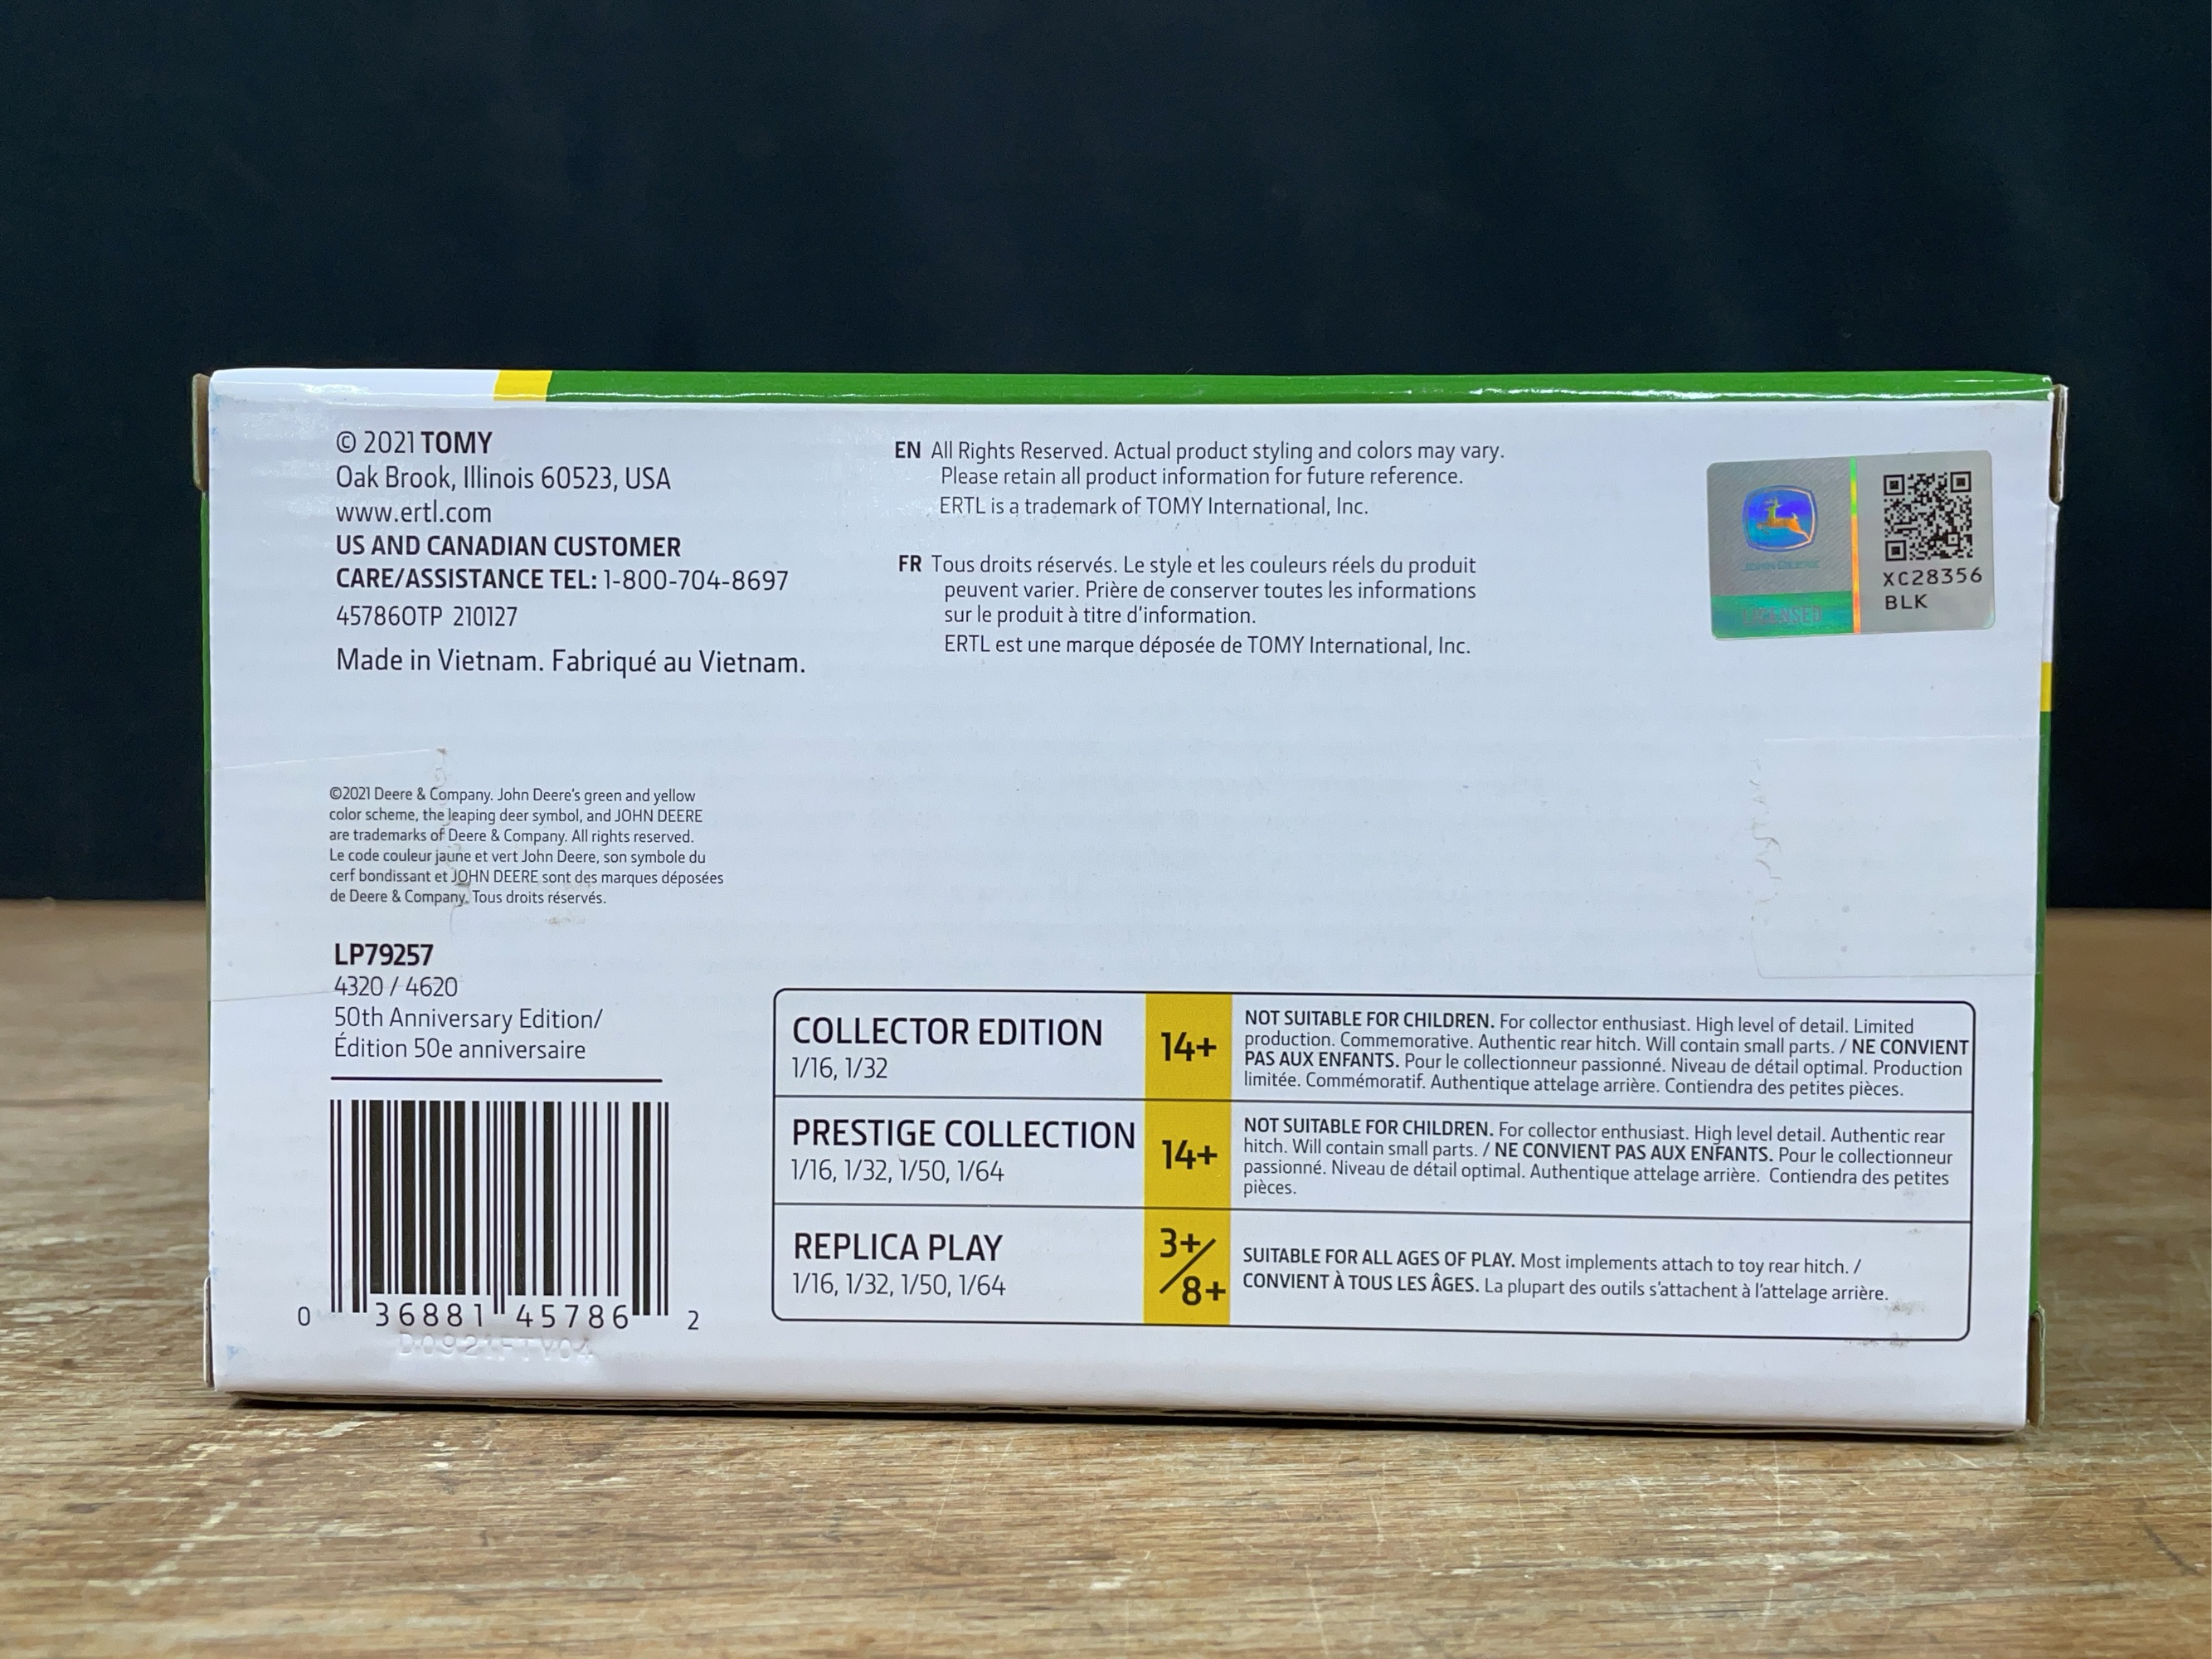 © 2021 TOMY
Oak Brook, Illinois 60523, USA
www.ertl.com
US AND CANADIAN CUSTOMER
CARE/ASSISTANCE TEL: 1-800-704-8697
45786OTP 210127
Made in Vietnam. Fabriqué au Vietnam.
EN All Rights Reserved. Actual product styling and colors may vary.
Please retain all product information for future reference.
ERTL is a trademark of TOMY International, Inc.
FR Tous droits réservés. Le style et les couleurs réels du produit
peuvent varier. Prière de conserver toutes les informations
sur le produit à titre d'information.
ERTL est une marque déposée de TOMY International, Inc.
JOHN DEERE
LICENSED
XC28356
BLK
©2021 Deere & Company. John Deere's green and yellow
color scheme, the leaping deer symbol, and JOHN DEERE
are trademarks of Deere & Company. All rights reserved.
Le code couleur jaune et vert John Deere, son symbole du
cerf bondissant et JOHN DEERE sont des marques déposées
de Deere & Company. Tous droits réservés.
LP79257
4320 / 4620
50th Anniversary Edition/
Édition 50e anniversaire
0 36881 45786 2
COLLECTOR EDITION
1/16, 1/32
14+
NOT SUITABLE FOR CHILDREN. For collector enthusiast. High level of detail. Limited
production. Commemorative. Authentic rear hitch. Will contain small parts. / NE CONVIENT
PAS AUX ENFANTS. Pour le collectionneur passionné. Niveau de détail optimal. Production
limitée. Commémoratif. Authentique attelage arrière. Contiendra des petites pièces.
PRESTIGE COLLECTION
1/16, 1/32, 1/50, 1/64
14+
NOT SUITABLE FOR CHILDREN. For collector enthusiast. High level detail. Authentic rear
hitch. Will contain small parts. / NE CONVIENT PAS AUX ENFANTS. Pour le collectionneur
passionné. Niveau de détail optimal. Authentique attelage arrière. Contiendra des petites
pièces.
REPLICA PLAY
1/16, 1/32, 1/50, 1/64
3+/8+
SUITABLE FOR ALL AGES OF PLAY. Most implements attach to toy rear hitch. /
CONVIENT À TOUS LES ÂGES. La plupart des outils s'attachent à l'attelage arrière.